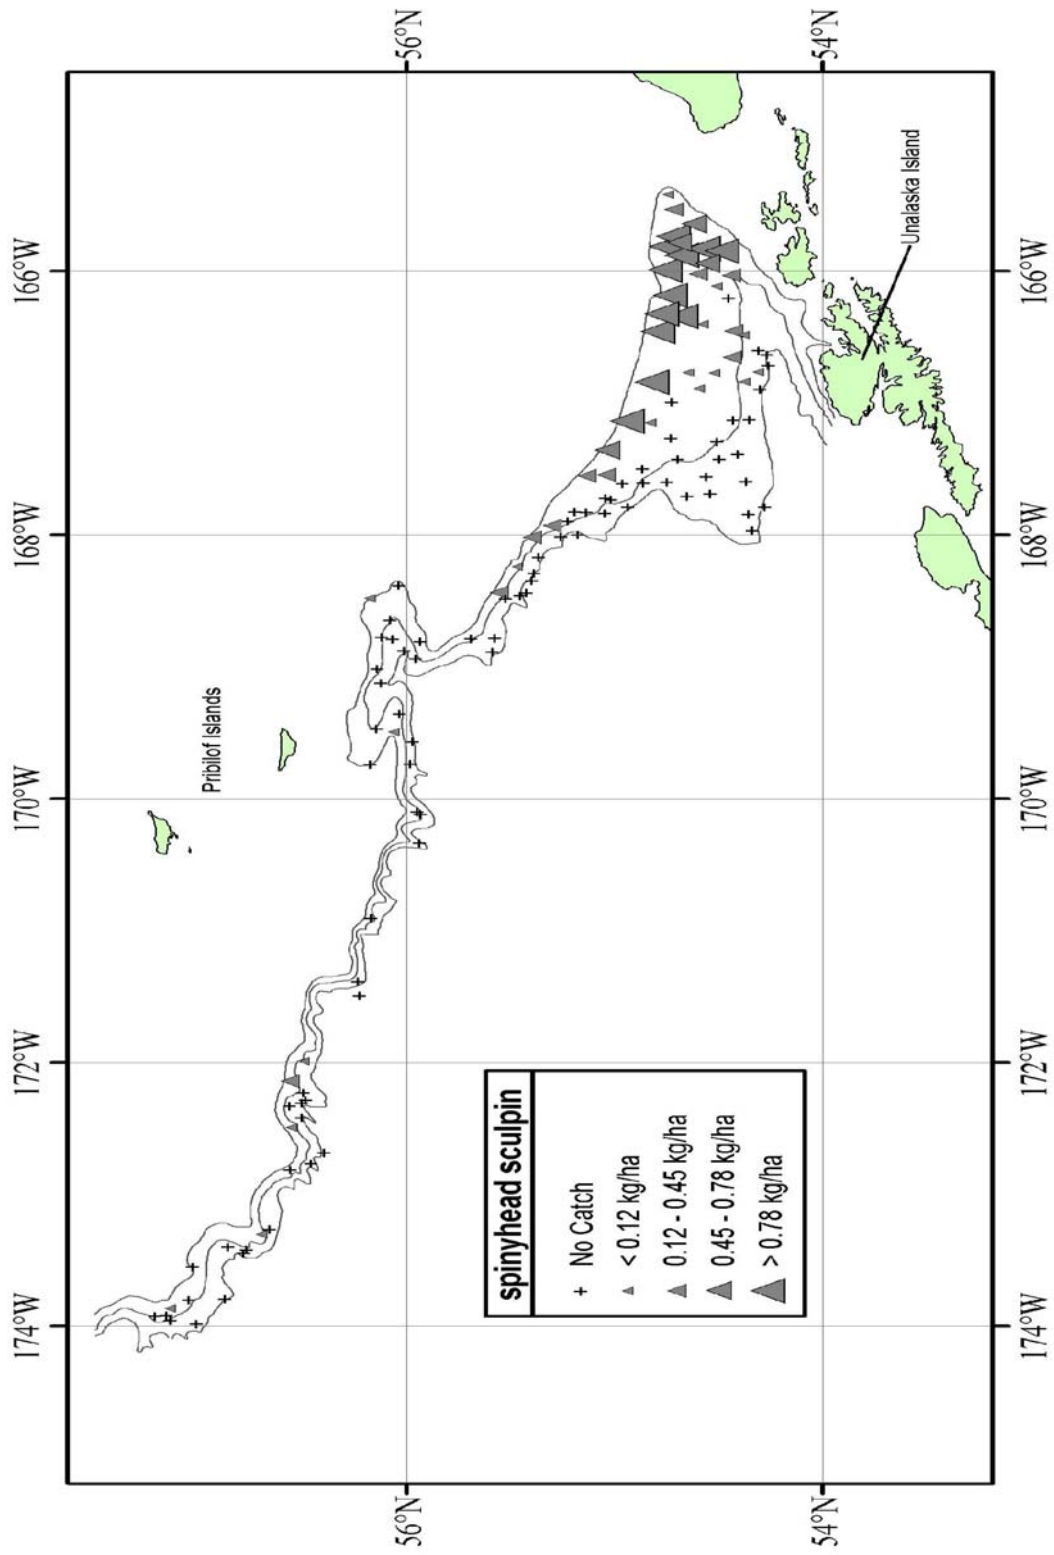 174°W
172°W
170°W
168°W
166°W
56°N
56°N
Pribilof Islands
spinyhead sculpin
No Catch
< 0.12 kg/ha
0.12 - 0.45 kg/ha
0.45 - 0.78 kg/ha
> 0.78 kg/ha
54°N
54°N
Unalaska Island
174°W
172°W
170°W
168°W
166°W